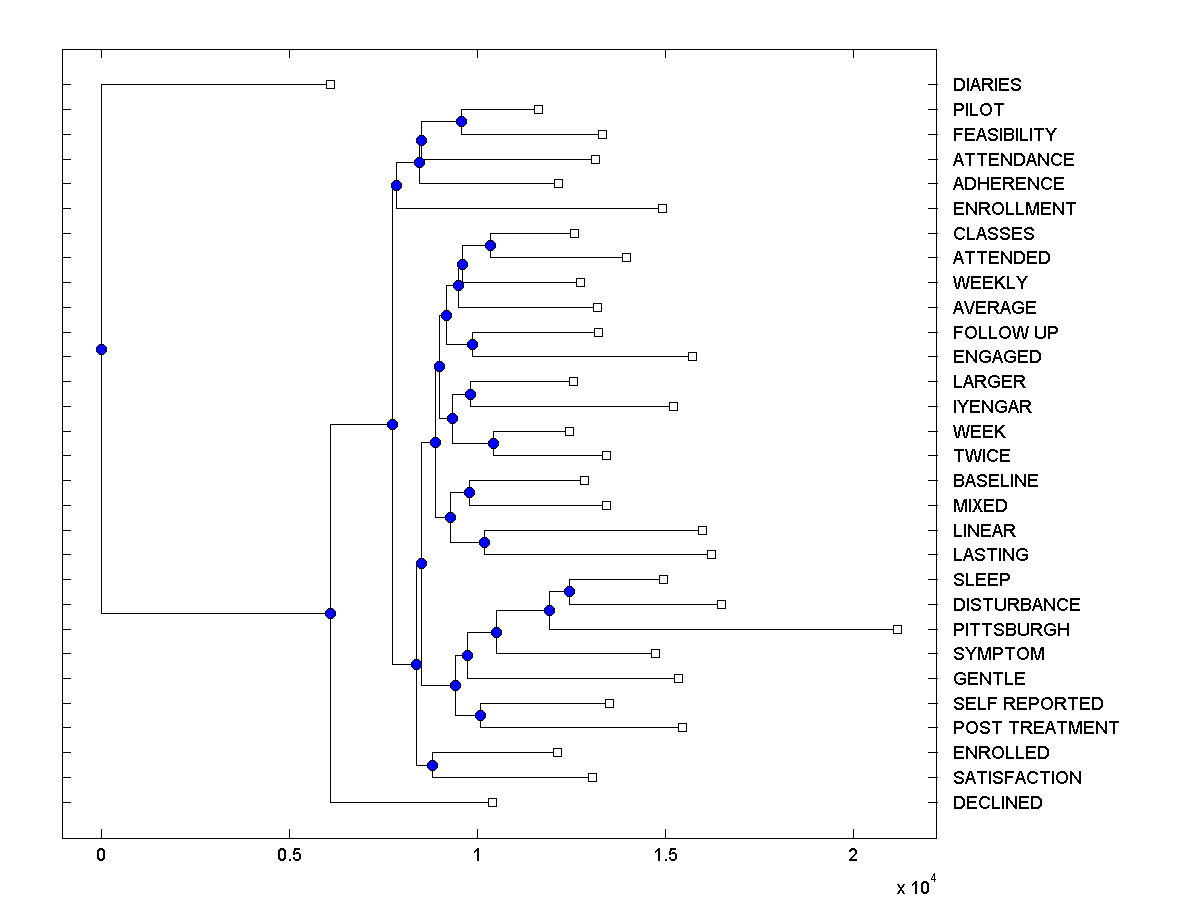 DIARIES
PILOT
FEASIBILITY
ATTENDANCE
ADHERENCE
ENROLLMENT
CLASSES
ATTENDED
WEEKLY
AVERAGE
FOLLOW UP
ENGAGED
LARGER
IYENGAR
WEEK
TWICE
BASELINE
MIXED
LINEAR
LASTING
SLEEP
DISTURBANCE
PITTSBURGH
SYMPTOM
GENTLE
SELF REPORTED
POST TREATMENT
ENROLLED
SATISFACTION
DECLINED
0 0.5 1 1.5 2
x 10^4